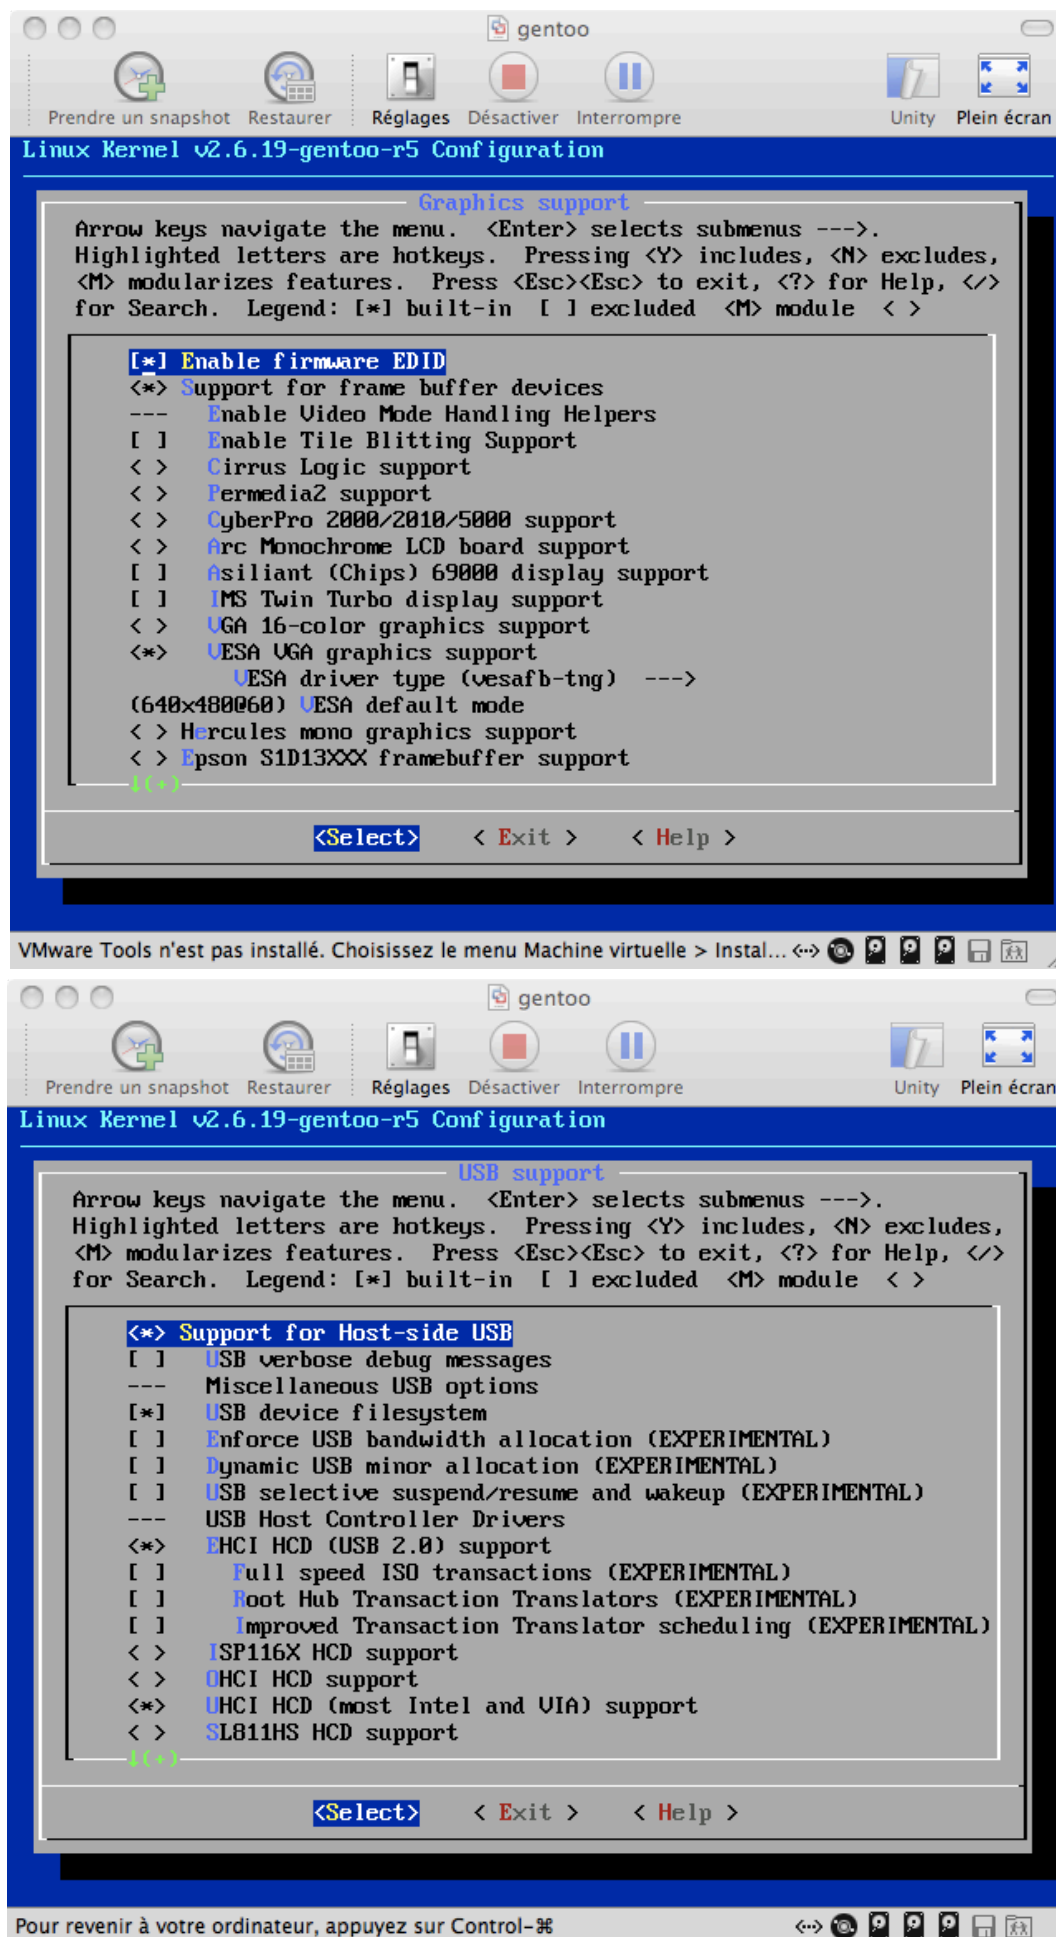 gentoo
Prendre un snapshot Restaurer Réglages Désactiver Interrompre Unity Plein écran
Linux Kernel v2.6.19-gentoo-r5 Configuration
Graphics support
Arrow keys navigate the menu. <Enter> selects submenus --->.
Highlighted letters are hotkeys. Pressing <Y> includes, <N> excludes,
<M> modularizes features. Press <Esc><Esc> to exit, <?> for Help, </>
for Search. Legend: [*] built-in [ ] excluded <M> module < >
[*] Enable firmware EDID
<*> Support for frame buffer devices
--- Enable Video Mode Handling Helpers
[ ] Enable Tile Blitting Support
< > Cirrus Logic support
< > Permedia2 support
< > CyberPro 2000/2010/5000 support
< > Arc Monochrome LCD board support
[ ] Asiliant (Chips) 69000 display support
[ ] IMS Twin Turbo display support
< > VGA 16-color graphics support
<*> VESA VGA graphics support
VESA driver type (vesafb-tng) --->
(640x480@60) VESA default mode
< > Hercules mono graphics support
< > Epson S1D13XXX framebuffer support
↓(+)
<Select> < Exit > < Help >
VMware Tools n'est pas installé. Choisissez le menu Machine virtuelle > Instal...
gentoo
Prendre un snapshot Restaurer Réglages Désactiver Interrompre Unity Plein écran
Linux Kernel v2.6.19-gentoo-r5 Configuration
USB support
Arrow keys navigate the menu. <Enter> selects submenus --->.
Highlighted letters are hotkeys. Pressing <Y> includes, <N> excludes,
<M> modularizes features. Press <Esc><Esc> to exit, <?> for Help, </>
for Search. Legend: [*] built-in [ ] excluded <M> module < >
<*> Support for Host-side USB
[ ] USB verbose debug messages
--- Miscellaneous USB options
[*] USB device filesystem
[ ] Enforce USB bandwidth allocation (EXPERIMENTAL)
[ ] Dynamic USB minor allocation (EXPERIMENTAL)
[ ] USB selective suspend/resume and wakeup (EXPERIMENTAL)
--- USB Host Controller Drivers
<*> EHCI HCD (USB 2.0) support
[ ] Full speed ISO transactions (EXPERIMENTAL)
[ ] Root Hub Transaction Translators (EXPERIMENTAL)
[ ] Improved Transaction Translator scheduling (EXPERIMENTAL)
< > ISP116X HCD support
< > OHCI HCD support
<*> UHCI HCD (most Intel and VIA) support
< > SL811HS HCD support
↓(+)
<Select> < Exit > < Help >
Pour revenir à votre ordinateur, appuyez sur Control-⌘